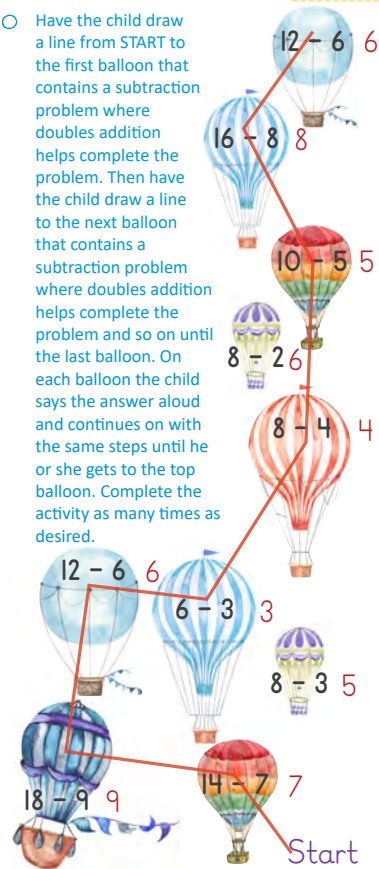 Have the child draw
a line from START to
the first balloon that
contains a subtraction
problem where
doubles addition
helps complete the
problem. Then have
the child draw a line
to the next balloon
that contains a
subtraction problem
where doubles addition
helps complete the
problem and so on until
the last balloon. On
each balloon the child
says the answer aloud
and continues on with
the same steps until he
or she gets to the top
balloon. Complete the
activity as many times as
desired.
12 – 6 6
16 – 8 8
10 – 5 5
8 – 2 6
8 – 4 4
12 – 6 6
6 – 3 3
8 – 3 5
18 – 9 9
14 – 7 7
Start